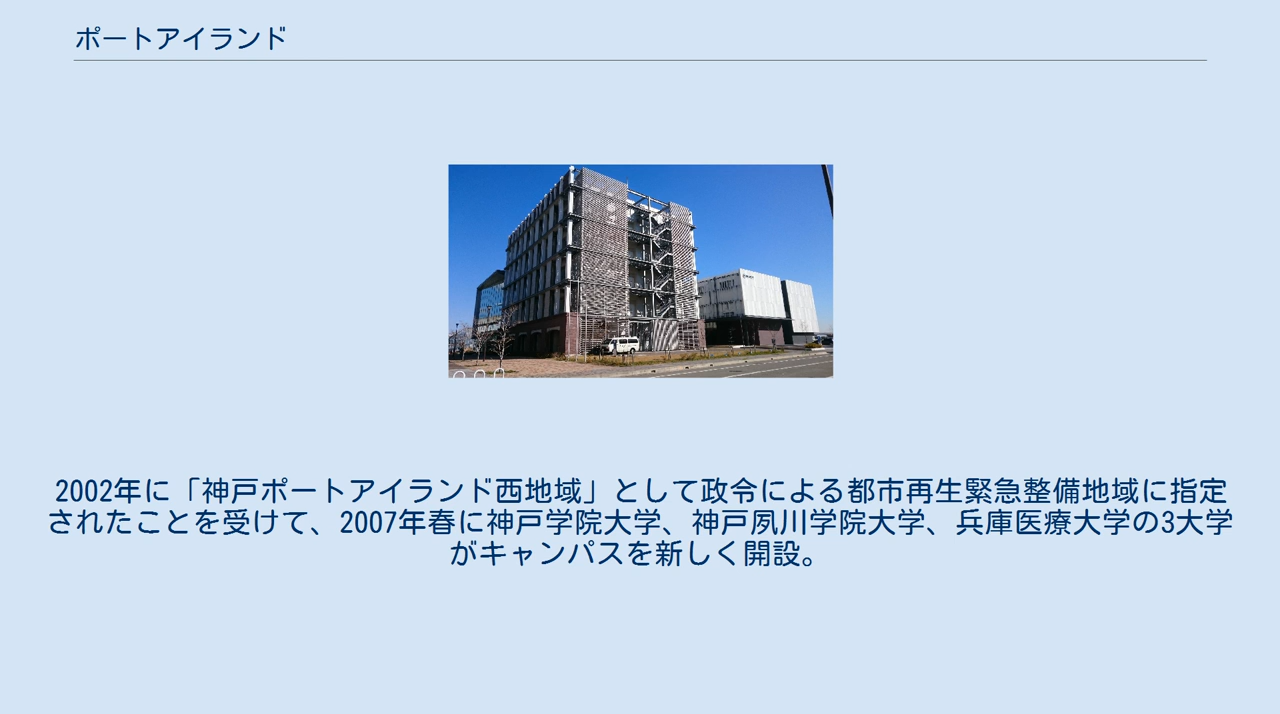 ポートアイランド
2002年に「神戸ポートアイランド西地域」として政令による都市再生緊急整備地域に指定
されたことを受けて、2007年春に神戸学院大学、神戸夙川学院大学、兵庫医療大学の3大学
がキャンパスを新しく開設。